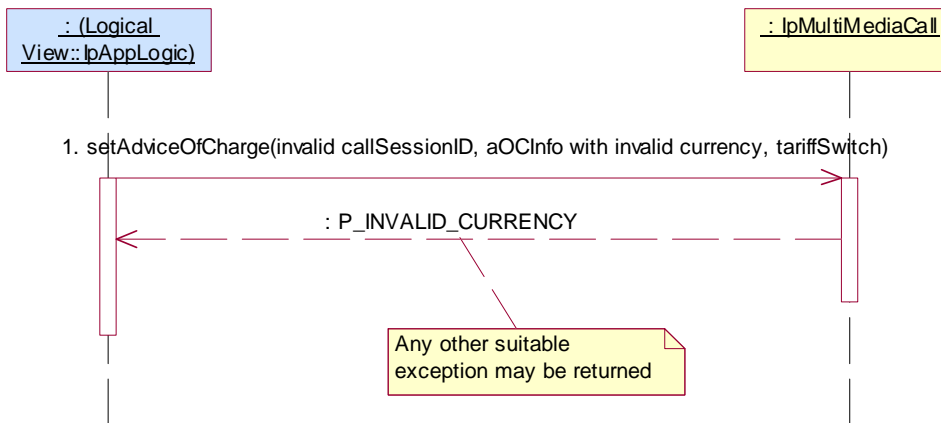 : (Logical
View::IpAppLogic)
: IpMultiMediaCall
1. setAdviceOfCharge(invalid callSessionID, aOCInfo with invalid currency, tariffSwitch)
: P_INVALID_CURRENCY
Any other suitable
exception may be returned